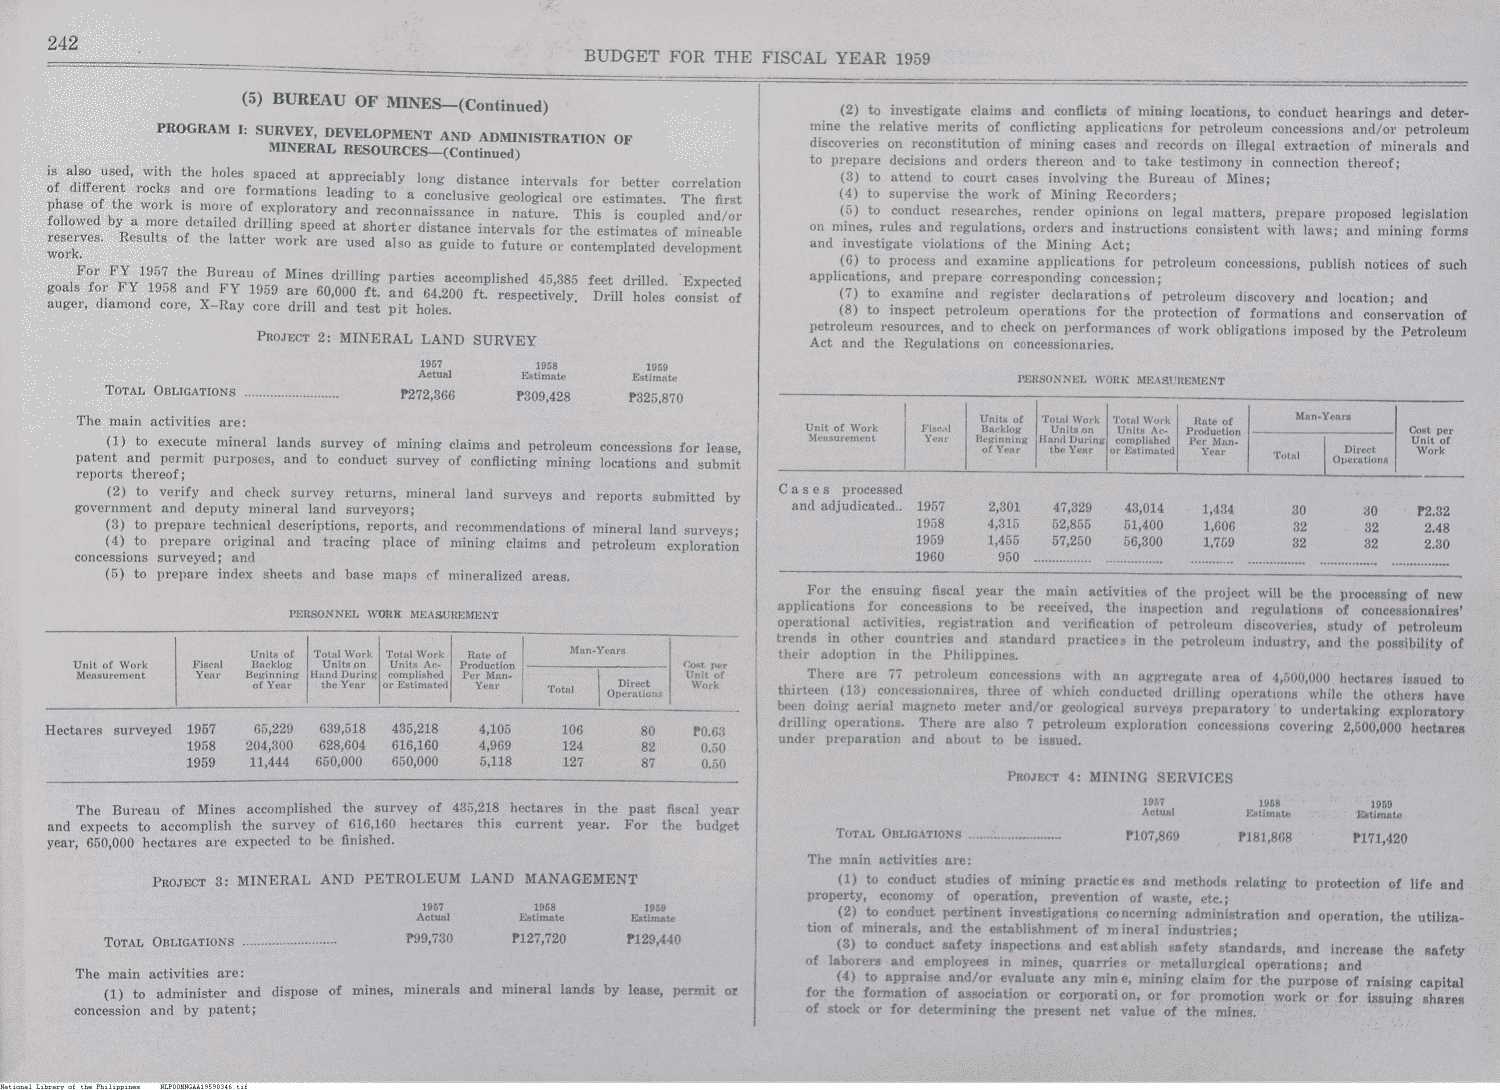 242
BUDGET FOR THE FISCAL YEAR 1959
(5) BUREAU OF MINES—(Continued)
PROGRAM I: SURVEY, DEVELOPMENT AND ADMINISTRATION OF
MINERAL RESOURCES—(Continued)
is also used, with the holes spaced at appreciably long distance intervals for better correlation
of different rocks and ore formations leading to a conclusive geological ore estimates. The first
phase of the work is more of exploratory and reconnaissance in nature. This is coupled and/or
followed by a more detailed drilling speed at shorter distance intervals for the estimates of mineable
reserves. Results of the latter work are used also as guide to future or contemplated development
work.
For FY 1957 the Bureau of Mines drilling parties accomplished 45,385 feet drilled. Expected
goals for FY 1958 and FY 1959 are 60,000 ft. and 64.200 ft. respectively. Drill holes consist of
auger, diamond core, X-Ray core drill and test pit holes.
PROJECT 2: MINERAL LAND SURVEY
1957 1958 1959
Actual Estimate Estimate
TOTAL OBLIGATIONS ........................ ₱272,366 ₱309,428 ₱325,870
The main activities are:
(1) to execute mineral lands survey of mining claims and petroleum concessions for lease,
patent and permit purposes, and to conduct survey of conflicting mining locations and submit
reports thereof;
(2) to verify and check survey returns, mineral land surveys and reports submitted by
government and deputy mineral land surveyors;
(3) to prepare technical descriptions, reports, and recommendations of mineral land surveys;
(4) to prepare original and tracing place of mining claims and petroleum exploration
concessions surveyed; and
(5) to prepare index sheets and base maps of mineralized areas.
PERSONNEL WORK MEASUREMENT
Unit of Work Measurement | Fiscal Year | Units of Backlog Beginning of Year | Total Work Units on Hand During the Year | Total Work Units Accomplished or Estimated | Rate of Production Per Man-Year | Man-Years Total | Direct Operations | Cost per Unit of Work
Hectares surveyed 1957 65,229 639,518 435,218 4,105 106 80 ₱0.63
1958 204,300 628,604 616,160 4,969 124 82 0.50
1959 11,444 650,000 650,000 5,118 127 87 0.50
The Bureau of Mines accomplished the survey of 435,218 hectares in the past fiscal year
and expects to accomplish the survey of 616,160 hectares this current year. For the budget
year, 650,000 hectares are expected to be finished.
PROJECT 3: MINERAL AND PETROLEUM LAND MANAGEMENT
1957 1958 1959
Actual Estimate Estimate
TOTAL OBLIGATIONS ........................ ₱99,730 ₱127,720 ₱129,440
The main activities are:
(1) to administer and dispose of mines, minerals and mineral lands by lease, permit or
concession and by patent;
(2) to investigate claims and conflicts of mining locations, to conduct hearings and deter-
mine the relative merits of conflicting applications for petroleum concessions and/or petroleum
discoveries on reconstitution of mining cases and records on illegal extraction of minerals and
to prepare decisions and orders thereon and to take testimony in connection thereof;
(3) to attend to court cases involving the Bureau of Mines;
(4) to supervise the work of Mining Recorders;
(5) to conduct researches, render opinions on legal matters, prepare proposed legislation
on mines, rules and regulations, orders and instructions consistent with laws; and mining forms
and investigate violations of the Mining Act;
(6) to process and examine applications for petroleum concessions, publish notices of such
applications, and prepare corresponding concession;
(7) to examine and register declarations of petroleum discovery and location; and
(8) to inspect petroleum operations for the protection of formations and conservation of
petroleum resources, and to check on performances of work obligations imposed by the Petroleum
Act and the Regulations on concessionaries.
PERSONNEL WORK MEASUREMENT
Unit of Work Measurement | Fiscal Year | Units of Backlog Beginning of Year | Total Work Units on Hand During the Year | Total Work Units Accomplished or Estimated | Rate of Production Per Man-Year | Man-Years Total | Direct Operations | Cost per Unit of Work
Cases processed
and adjudicated.. 1957 2,301 47,329 43,014 1,434 30 30 ₱2.32
1958 4,315 52,855 51,400 1,606 32 32 2.48
1959 1,455 57,250 56,300 1,759 32 32 2.30
1960 950 .............. .............. ........... .............. .............. ..............
For the ensuing fiscal year the main activities of the project will be the processing of new
applications for concessions to be received, the inspection and regulations of concessionaires'
operational activities, registration and verification of petroleum discoveries, study of petroleum
trends in other countries and standard practices in the petroleum industry, and the possibility of
their adoption in the Philippines.
There are 77 petroleum concessions with an aggregate area of 4,500,000 hectares issued to
thirteen (13) concessionaires, three of which conducted drilling operations while the others have
been doing aerial magneto meter and/or geological surveys preparatory to undertaking exploratory
drilling operations. There are also 7 petroleum exploration concessions covering 2,500,000 hectares
under preparation and about to be issued.
PROJECT 4: MINING SERVICES
1957 1958 1959
Actual Estimate Estimate
TOTAL OBLIGATIONS ........................ ₱107,869 ₱181,868 ₱171,420
The main activities are:
(1) to conduct studies of mining practices and methods relating to protection of life and
property, economy of operation, prevention of waste, etc.;
(2) to conduct pertinent investigations concerning administration and operation, the utiliza-
tion of minerals, and the establishment of mineral industries;
(3) to conduct safety inspections and establish safety standards, and increase the safety
of laborers and employees in mines, quarries or metallurgical operations; and
(4) to appraise and/or evaluate any mine, mining claim for the purpose of raising capital
for the formation of association or corporation, or for promotion work or for issuing shares
of stock or for determining the present net value of the mines.
National Library of the Philippines NLP00NNGAA19590346.tif